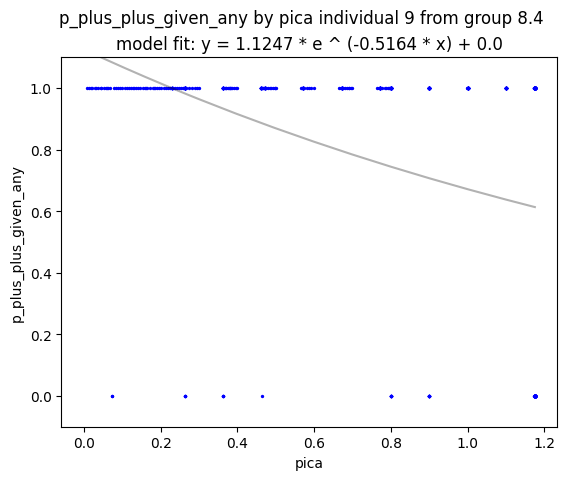 p_plus_plus_given_any by pica individual 9 from group 8.4
model fit: y = 1.1247 * e ^ (-0.5164 * x) + 0.0
p_plus_plus_given_any
1.0
0.8
0.6
0.4
0.2
0.0
0.0 0.2 0.4 0.6 0.8 1.0 1.2
pica